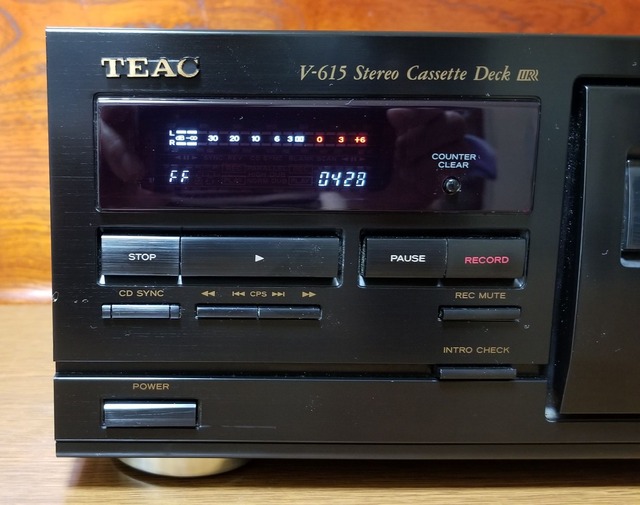 TEAC
V-615 Stereo Cassette Deck
L
dB -∞ 30 20 10 6 3 0 3 +6
R
FF 0428
COUNTER
CLEAR
STOP ▶ PAUSE RECORD
CD SYNC ◀◀ |◀◀ CPS ▶▶| ▶▶ REC MUTE
INTRO CHECK
POWER